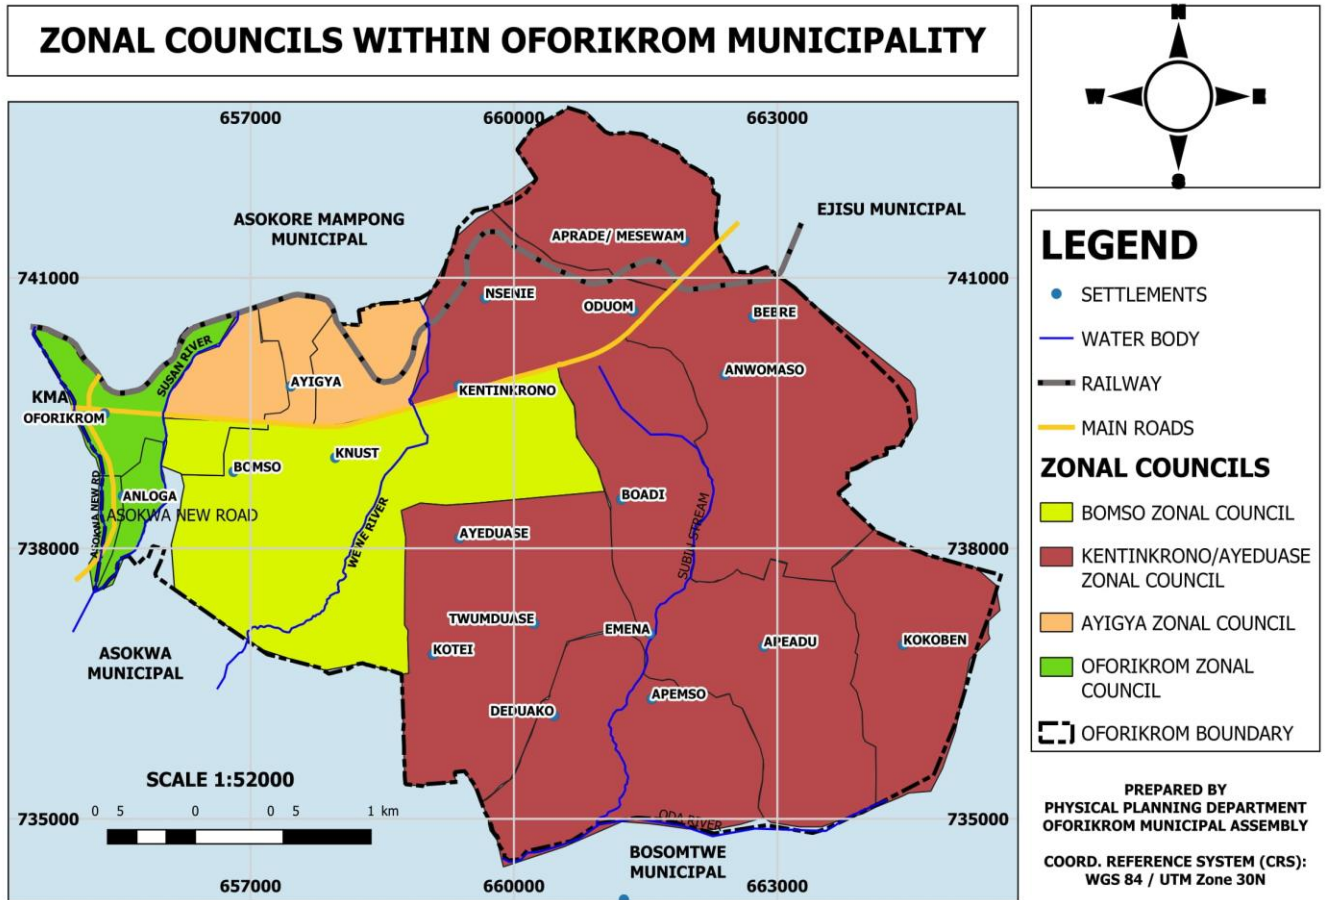 ZONAL COUNCILS WITHIN OFORIKROM MUNICIPALITY
N
W
E
S
657000
660000
663000
ASOKORE MAMPONG
MUNICIPAL
EJISU MUNICIPAL
APRADE/ MESEWAM
741000
741000
NSENIE
ODUOM
BEERE
SUSAN RIVER
ANWOMASO
AYIGYA
KENTINKRONO
KMA
OFORIKROM
KNUST
BOMSO
ANLOGA
BOADI
ASOKWA NEW RD
ASOKWA NEW ROAD
WEWE RIVER
AYEDUASE
SUBIN STREAM
738000
738000
TWUMDUASE
EMENA
APEADU
KOKOBEN
KOTEI
ASOKWA
MUNICIPAL
APEMSO
DEDUAKO
SCALE 1:52000
0 5 0 0 5 1 km
735000
735000
ODA RIVER
BOSOMTWE
MUNICIPAL
657000
660000
663000
LEGEND
SETTLEMENTS
WATER BODY
RAILWAY
MAIN ROADS
ZONAL COUNCILS
BOMSO ZONAL COUNCIL
KENTINKRONO/AYEDUASE
ZONAL COUNCIL
AYIGYA ZONAL COUNCIL
OFORIKROM ZONAL
COUNCIL
OFORIKROM BOUNDARY
PREPARED BY
PHYSICAL PLANNING DEPARTMENT
OFORIKROM MUNICIPAL ASSEMBLY
COORD. REFERENCE SYSTEM (CRS):
WGS 84 / UTM Zone 30N